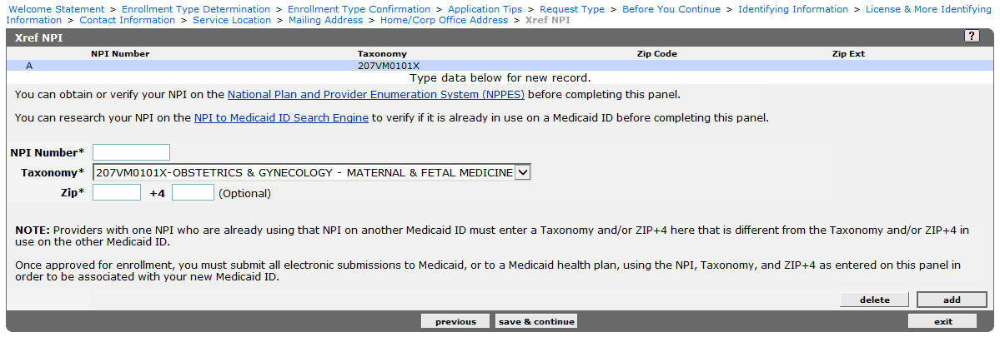 Welcome Statement > Enrollment Type Determination > Enrollment Type Confirmation > Application Tips > Request Type > Before You Continue > Identifying Information > License & More Identifying
Information > Contact Information > Service Location > Mailing Address > Home/Corp Office Address > Xref NPI
Xref NPI ?
NPI Number Taxonomy Zip Code Zip Ext
A 207VM0101X
Type data below for new record.
You can obtain or verify your NPI on the National Plan and Provider Enumeration System (NPPES) before completing this panel.
You can research your NPI on the NPI to Medicaid ID Search Engine to verify if it is already in use on a Medicaid ID before completing this panel.
NPI Number*
Taxonomy* 207VM0101X-OBSTETRICS & GYNECOLOGY - MATERNAL & FETAL MEDICINE
Zip* +4 (Optional)
NOTE: Providers with one NPI who are already using that NPI on another Medicaid ID must enter a Taxonomy and/or ZIP+4 here that is different from the Taxonomy and/or ZIP+4 in
use on the other Medicaid ID.
Once approved for enrollment, you must submit all electronic submissions to Medicaid, or to a Medicaid health plan, using the NPI, Taxonomy, and ZIP+4 as entered on this panel in
order to be associated with your new Medicaid ID.
delete add
previous save & continue exit